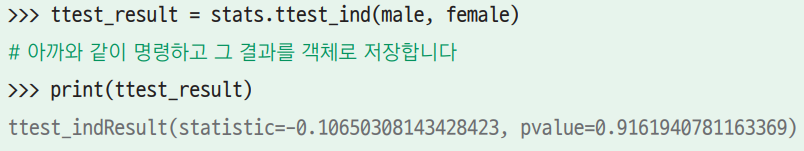 >>> ttest_result = stats.ttest_ind(male, female)
# 아까와 같이 명령하고 그 결과를 객체로 저장합니다
>>> print(ttest_result)
ttest_indResult(statistic=-0.10650308143428423, pvalue=0.9161940781163369)